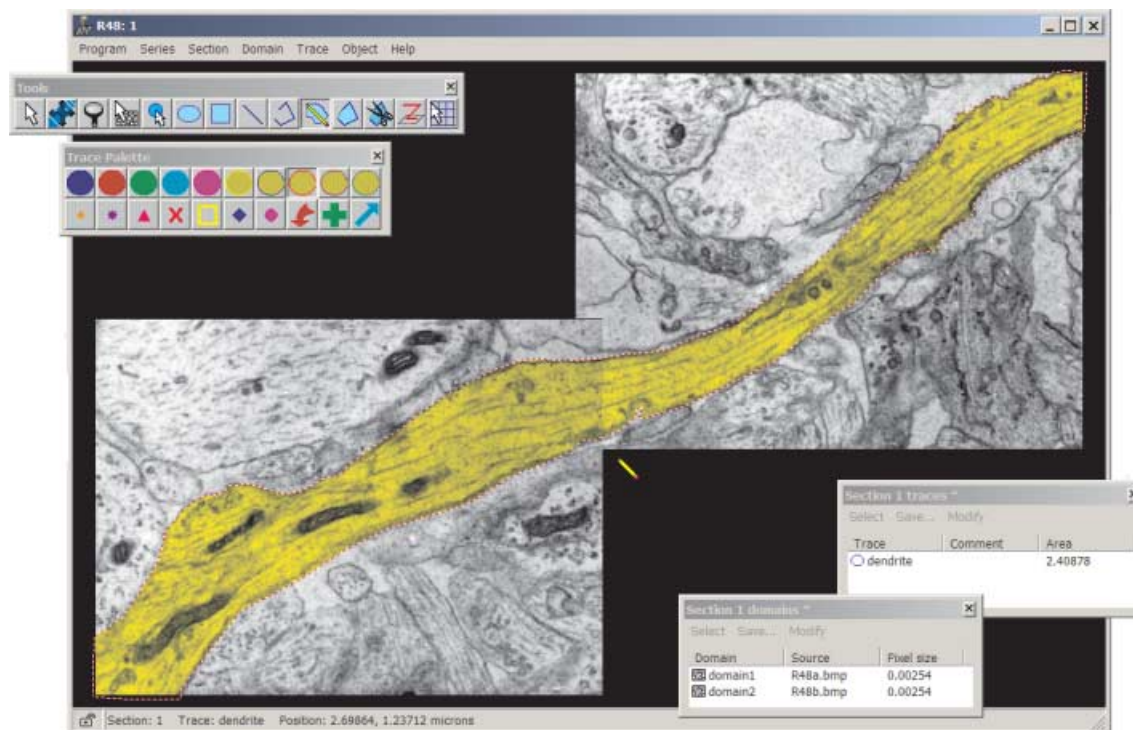 R48: 1
Program Series Section Domain Trace Object Help
Tools
Trace Palette
Section 1 traces *
Select Save... Modify
Trace Comment Area
dendrite 2.40878
Section 1 domains *
Select Save... Modify
Domain Source Pixel size
domain1 R48a.bmp 0.00254
domain2 R48b.bmp 0.00254
Section: 1 Trace: dendrite Position: 2.69864, 1.23712 microns